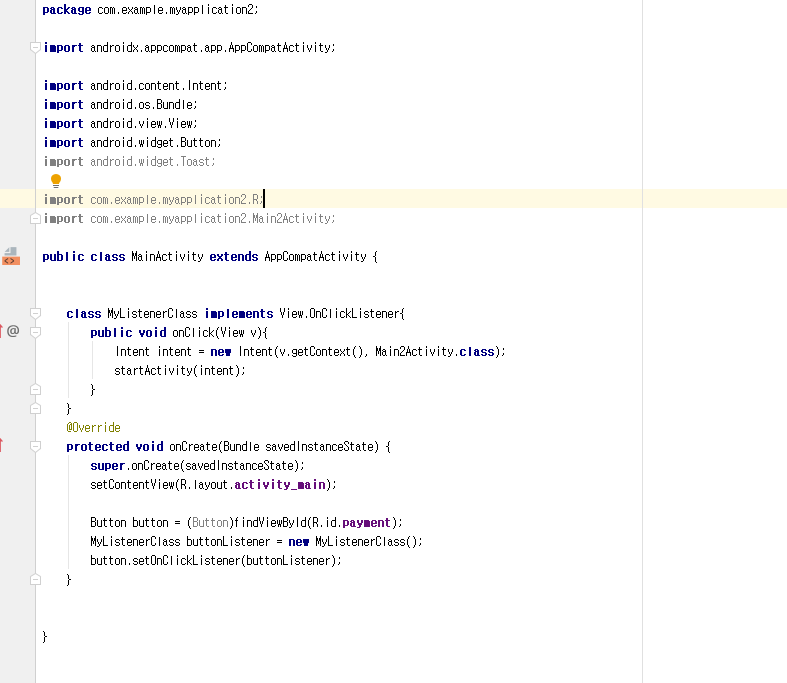 package com.example.myapplication2;
import androidx.appcompat.app.AppCompatActivity;
import android.content.Intent;
import android.os.Bundle;
import android.view.View;
import android.widget.Button;
import android.widget.Toast;
import com.example.myapplication2.R;
import com.example.myapplication2.Main2Activity;
public class MainActivity extends AppCompatActivity {
class MyListenerClass implements View.OnClickListener{
@ public void onClick(View v){
Intent intent = new Intent(v.getContext(), Main2Activity.class);
startActivity(intent);
}
}
@Override
protected void onCreate(Bundle savedInstanceState) {
super.onCreate(savedInstanceState);
setContentView(R.layout.activity_main);
Button button = (Button)findViewById(R.id.payment);
MyListenerClass buttonListener = new MyListenerClass();
button.setOnClickListener(buttonListener);
}
}